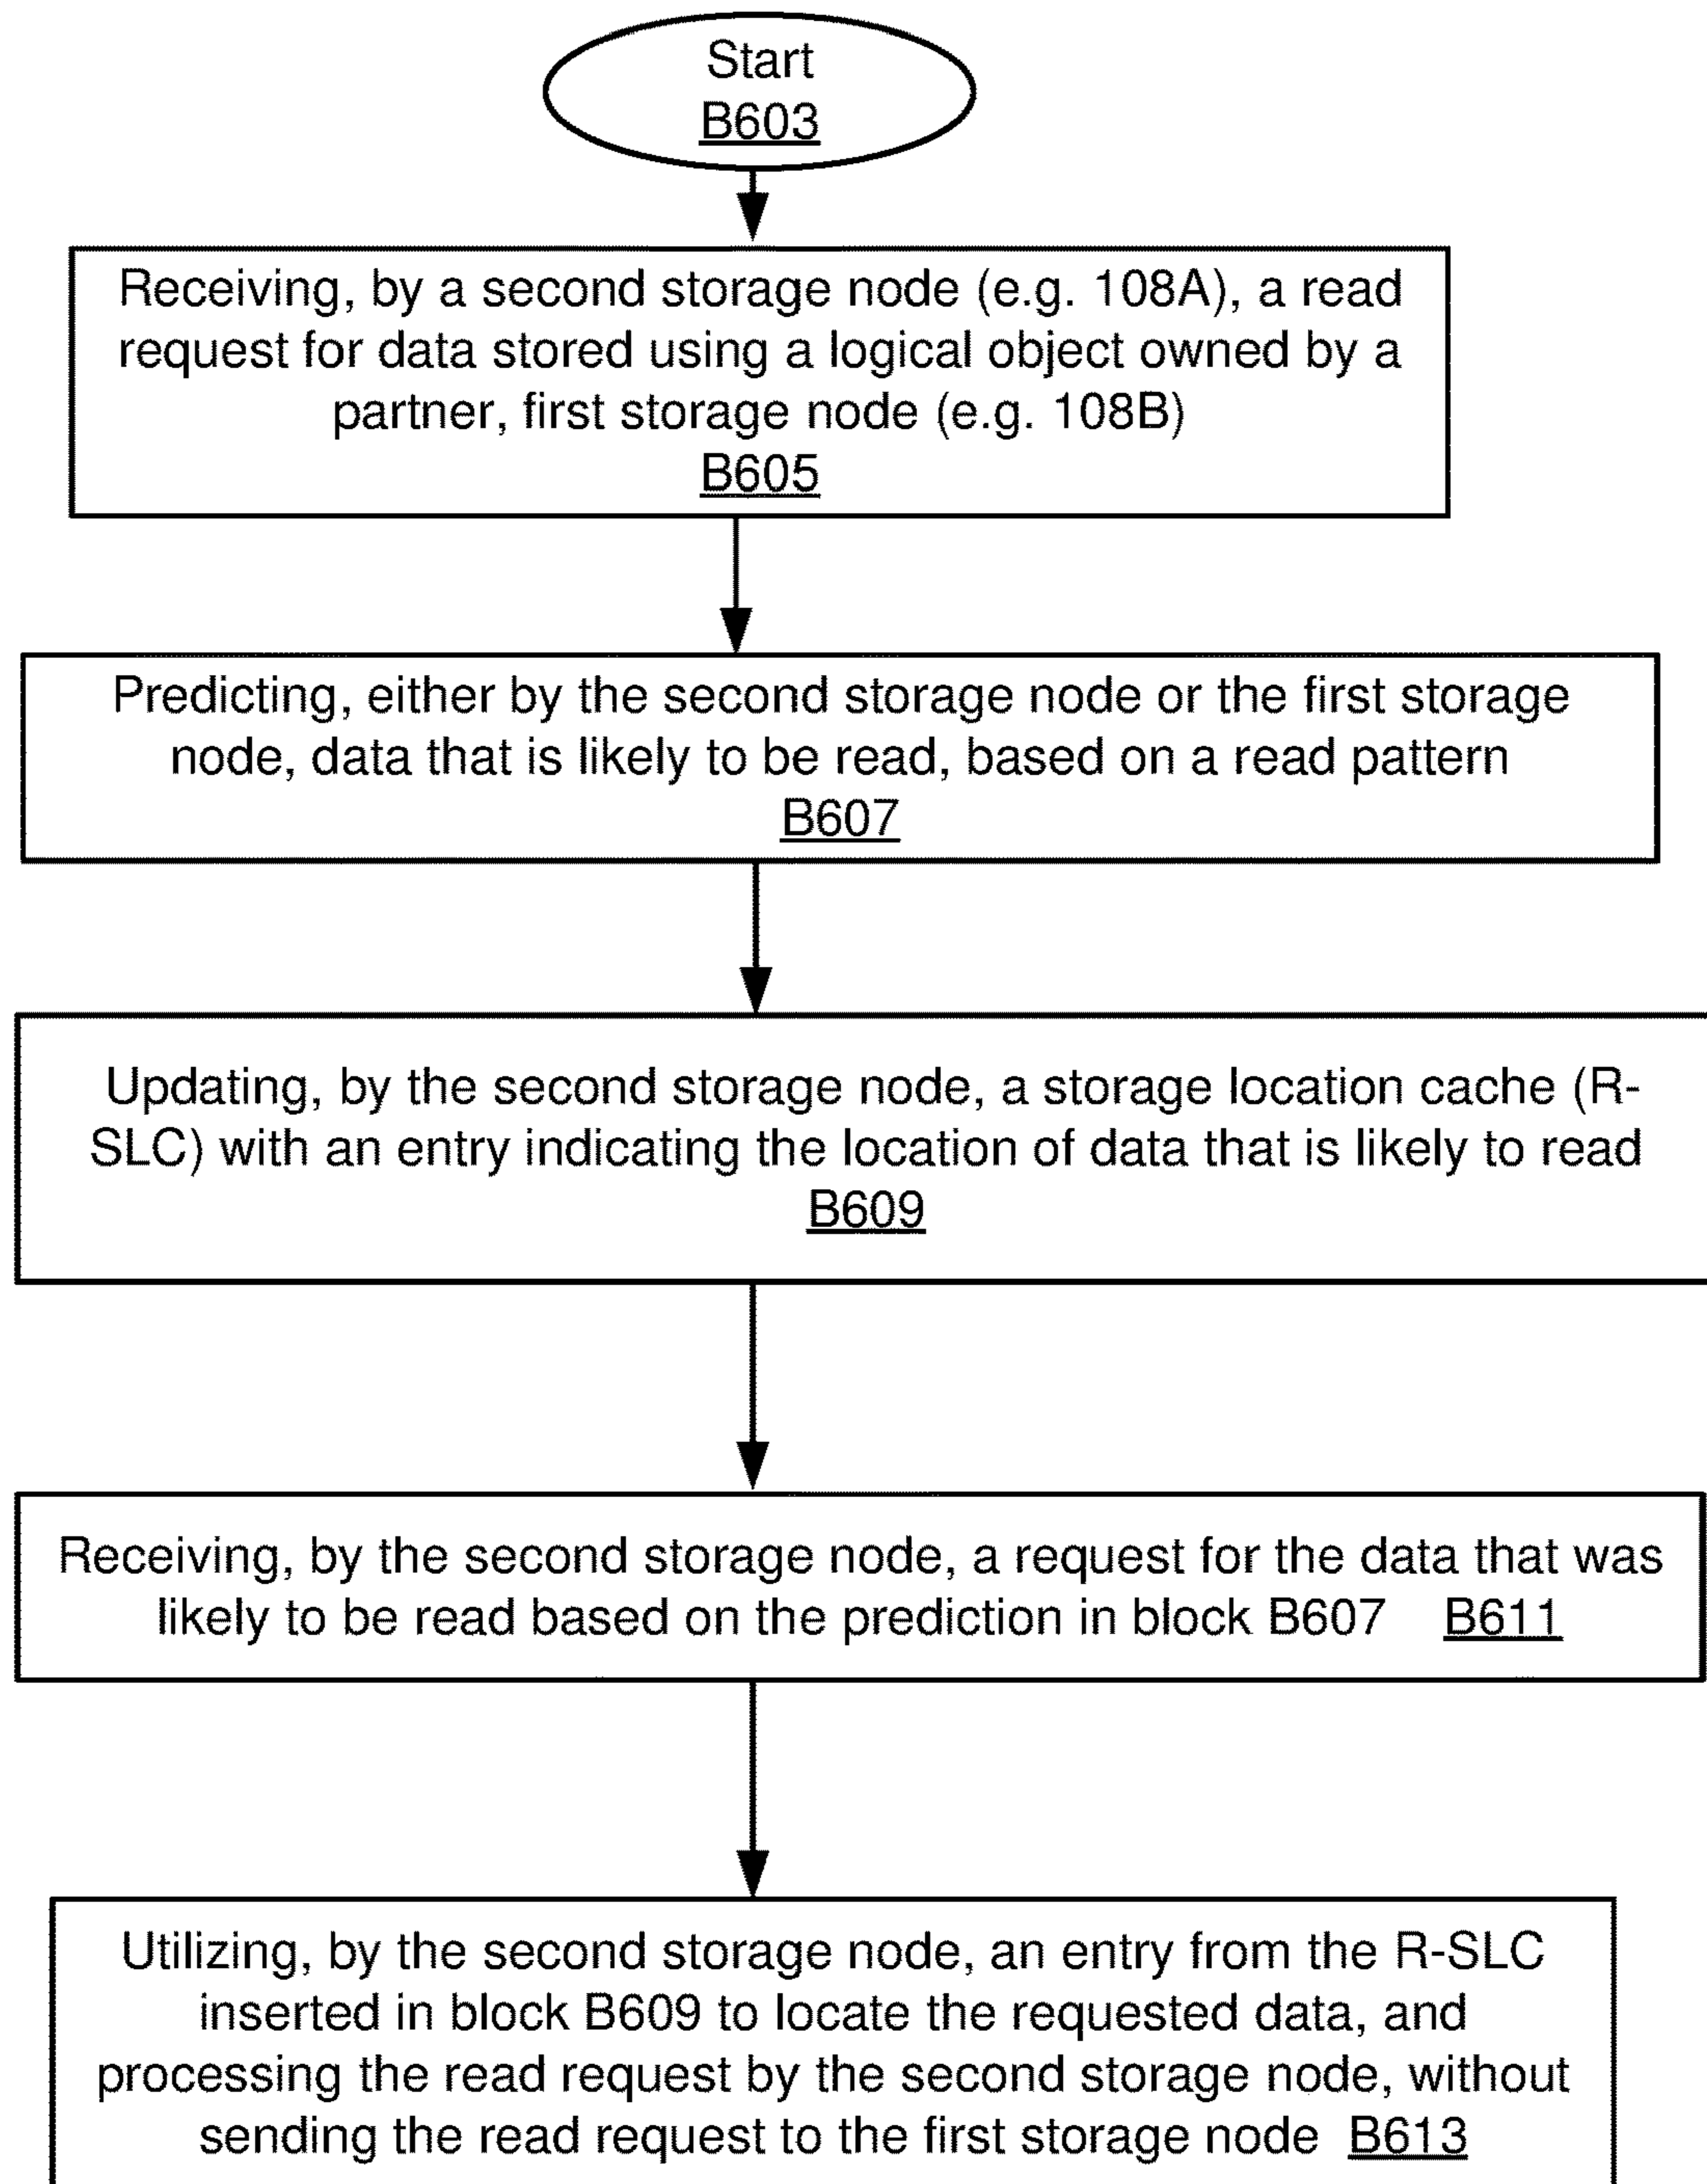 Start
B603
Receiving, by a second storage node (e.g. 108A), a read
request for data stored using a logical object owned by a
partner, first storage node (e.g. 108B)
B605
Predicting, either by the second storage node or the first storage
node, data that is likely to be read, based on a read pattern
B607
Updating, by the second storage node, a storage location cache (R-
SLC) with an entry indicating the location of data that is likely to read
B609
Receiving, by the second storage node, a request for the data that was
likely to be read based on the prediction in block B607 B611
Utilizing, by the second storage node, an entry from the R-SLC
inserted in block B609 to locate the requested data, and
processing the read request by the second storage node, without
sending the read request to the first storage node B613